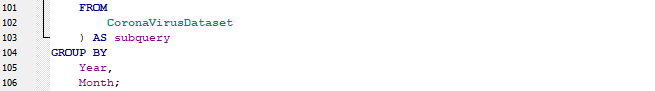 101 FROM
102 CoronaVirusDataset
103 ) AS subquery
104 GROUP BY
105 Year,
106 Month;